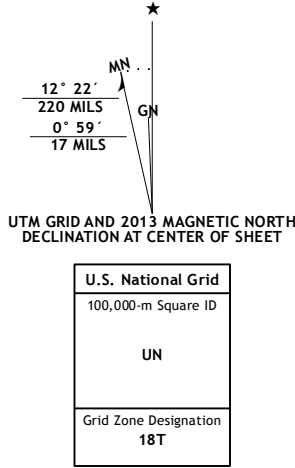 MN
GN
12° 22´
220 MILS
0° 59´
17 MILS
UTM GRID AND 2013 MAGNETIC NORTH
DECLINATION AT CENTER OF SHEET
U.S. National Grid
100,000-m Square ID
UN
Grid Zone Designation
18T